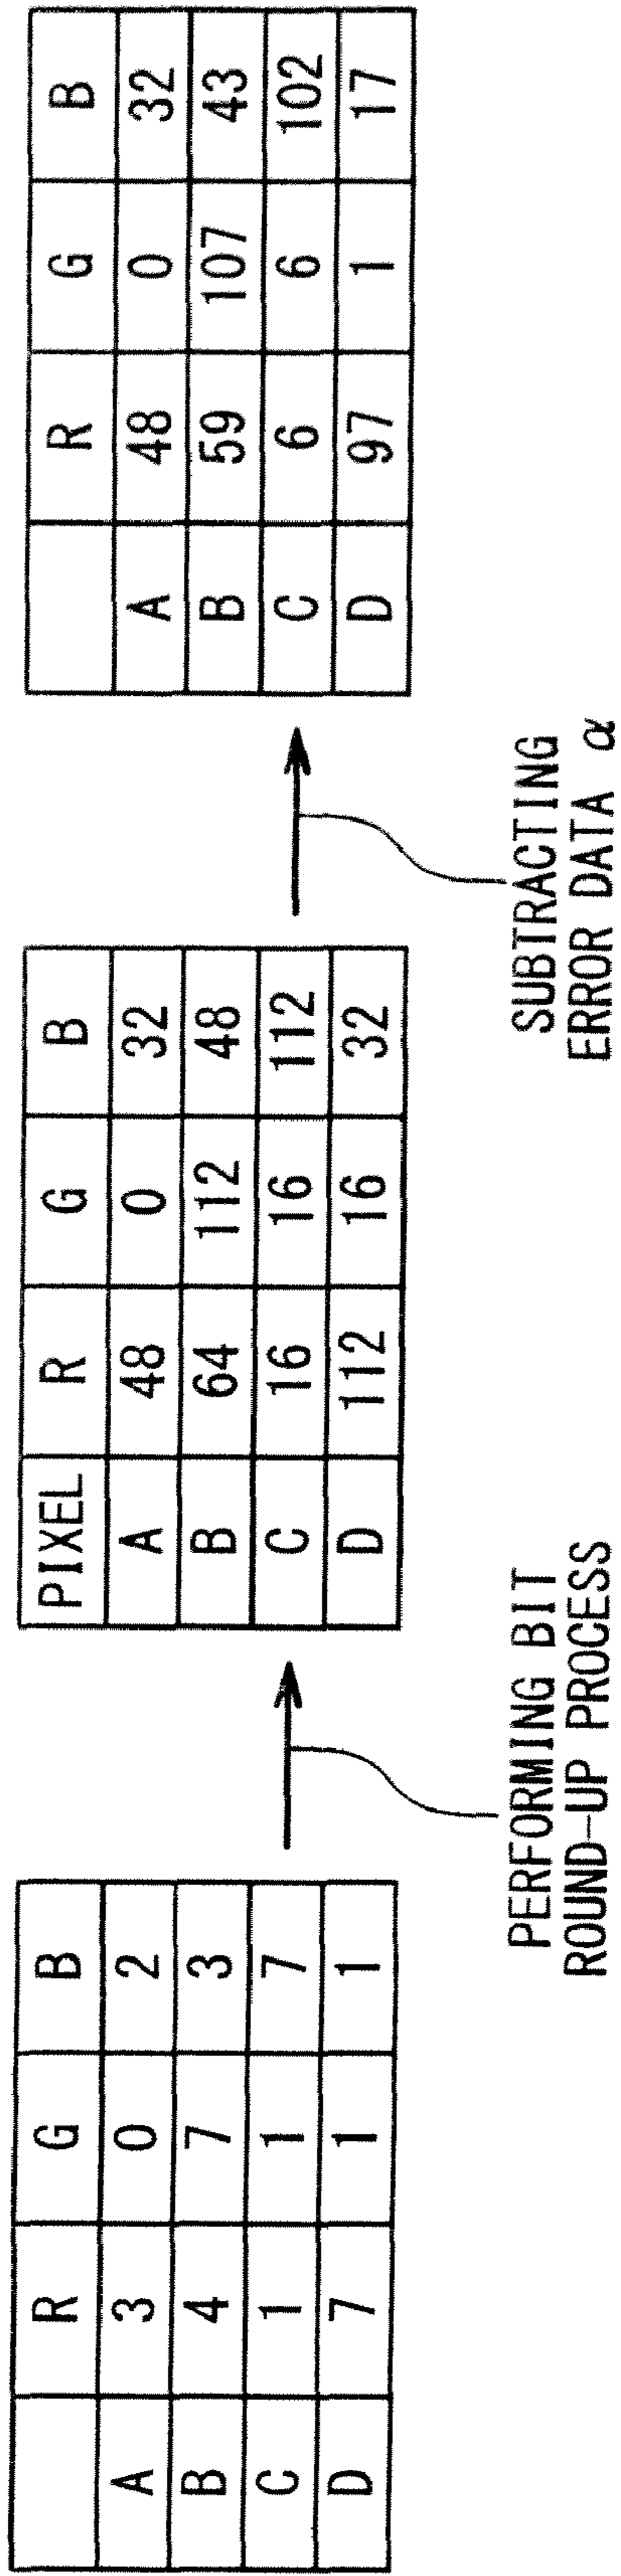 R G B
A 3 0 2
B 4 7 3
C 1 1 7
D 7 1 1
PERFORMING BIT
ROUND-UP PROCESS
PIXEL R G B
A 48 0 32
B 64 112 48
C 16 16 112
D 112 16 32
SUBTRACTING
ERROR DATA α
R G B
A 48 0 32
B 59 107 43
C 6 6 102
D 97 1 17